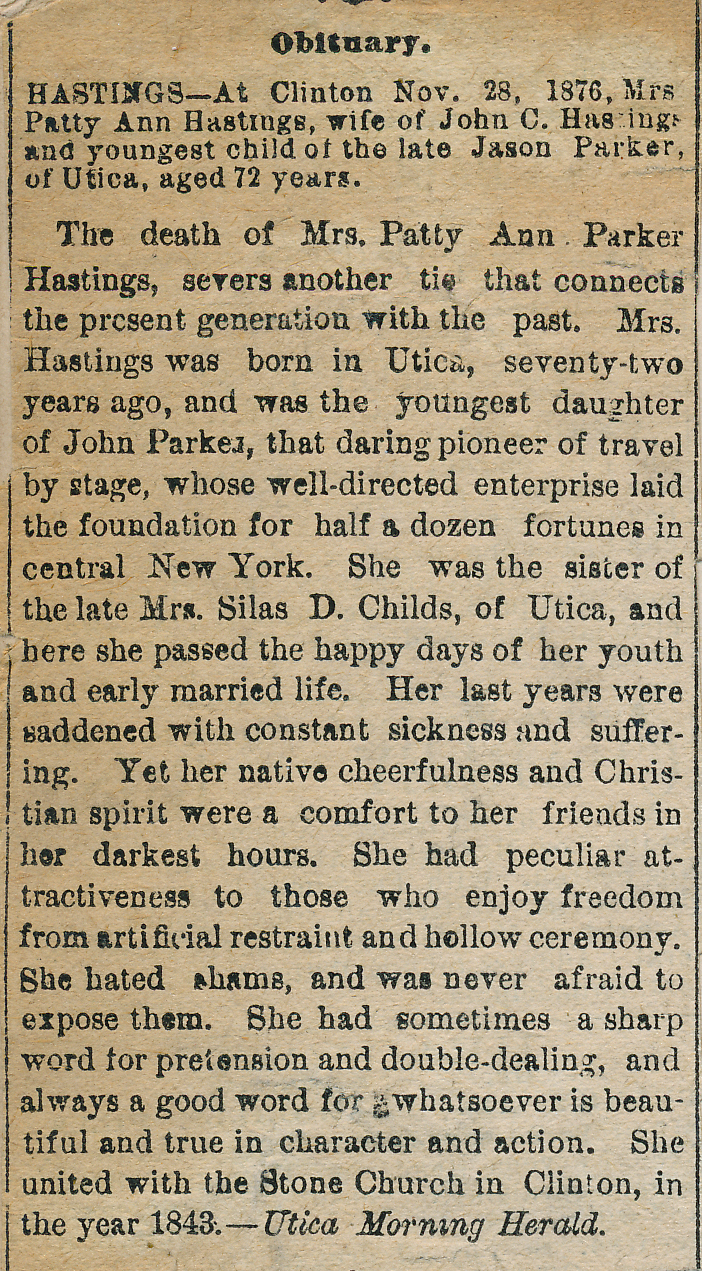 Obituary.
HASTINGS—At Clinton Nov. 28, 1876, Mrs
Patty Ann Hastings, wife of John C. Hastings
and youngest child of the late Jason Parker,
of Utica, aged 72 years.
The death of Mrs. Patty Ann Parker
Hastings, severs another tie that connects
the present generation with the past. Mrs.
Hastings was born in Utica, seventy-two
years ago, and was the youngest daughter
of John Parker, that daring pioneer of travel
by stage, whose well-directed enterprise laid
the foundation for half a dozen fortunes in
central New York. She was the sister of
the late Mrs. Silas D. Childs, of Utica, and
here she passed the happy days of her youth
and early married life. Her last years were
saddened with constant sickness and suffer-
ing. Yet her native cheerfulness and Chris-
tian spirit were a comfort to her friends in
her darkest hours. She had peculiar at-
tractiveness to those who enjoy freedom
from artificial restraint and hollow ceremony.
She hated shams, and was never afraid to
expose them. She had sometimes a sharp
word for pretension and double-dealing, and
always a good word for whatsoever is beau-
tiful and true in character and action. She
united with the Stone Church in Clinton, in
the year 1843.—Utica Morning Herald.